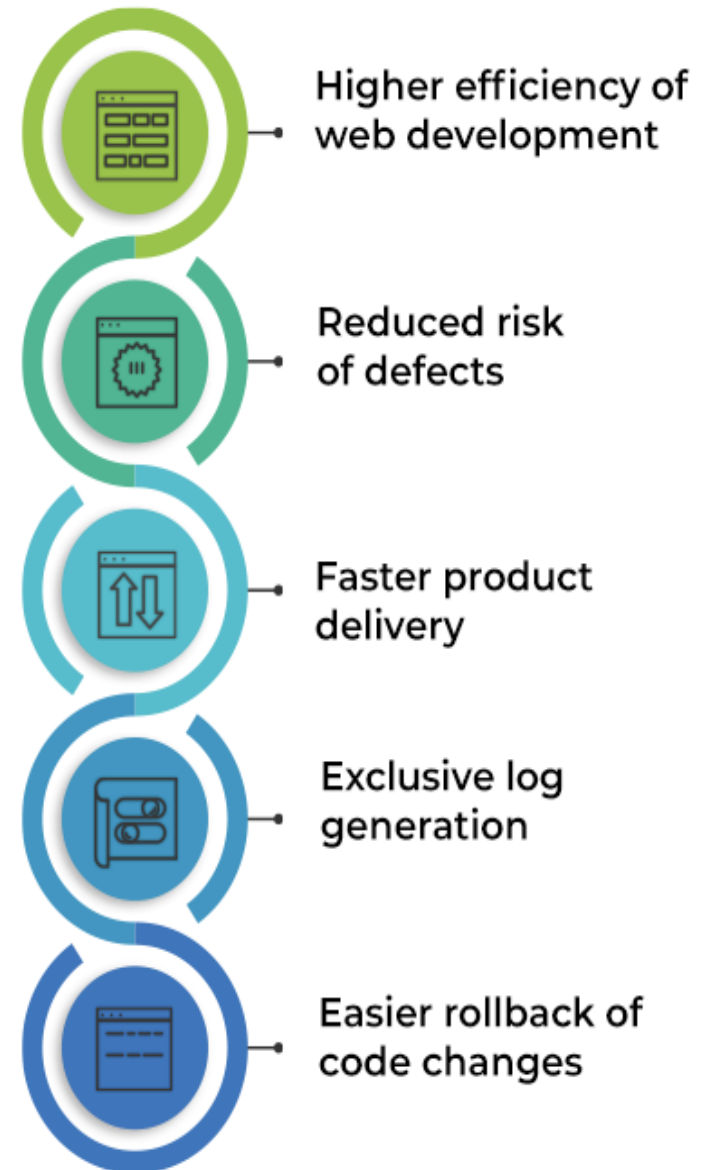 Higher efficiency of
web development
Reduced risk
of defects
Faster product
delivery
Exclusive log
generation
Easier rollback of
code changes